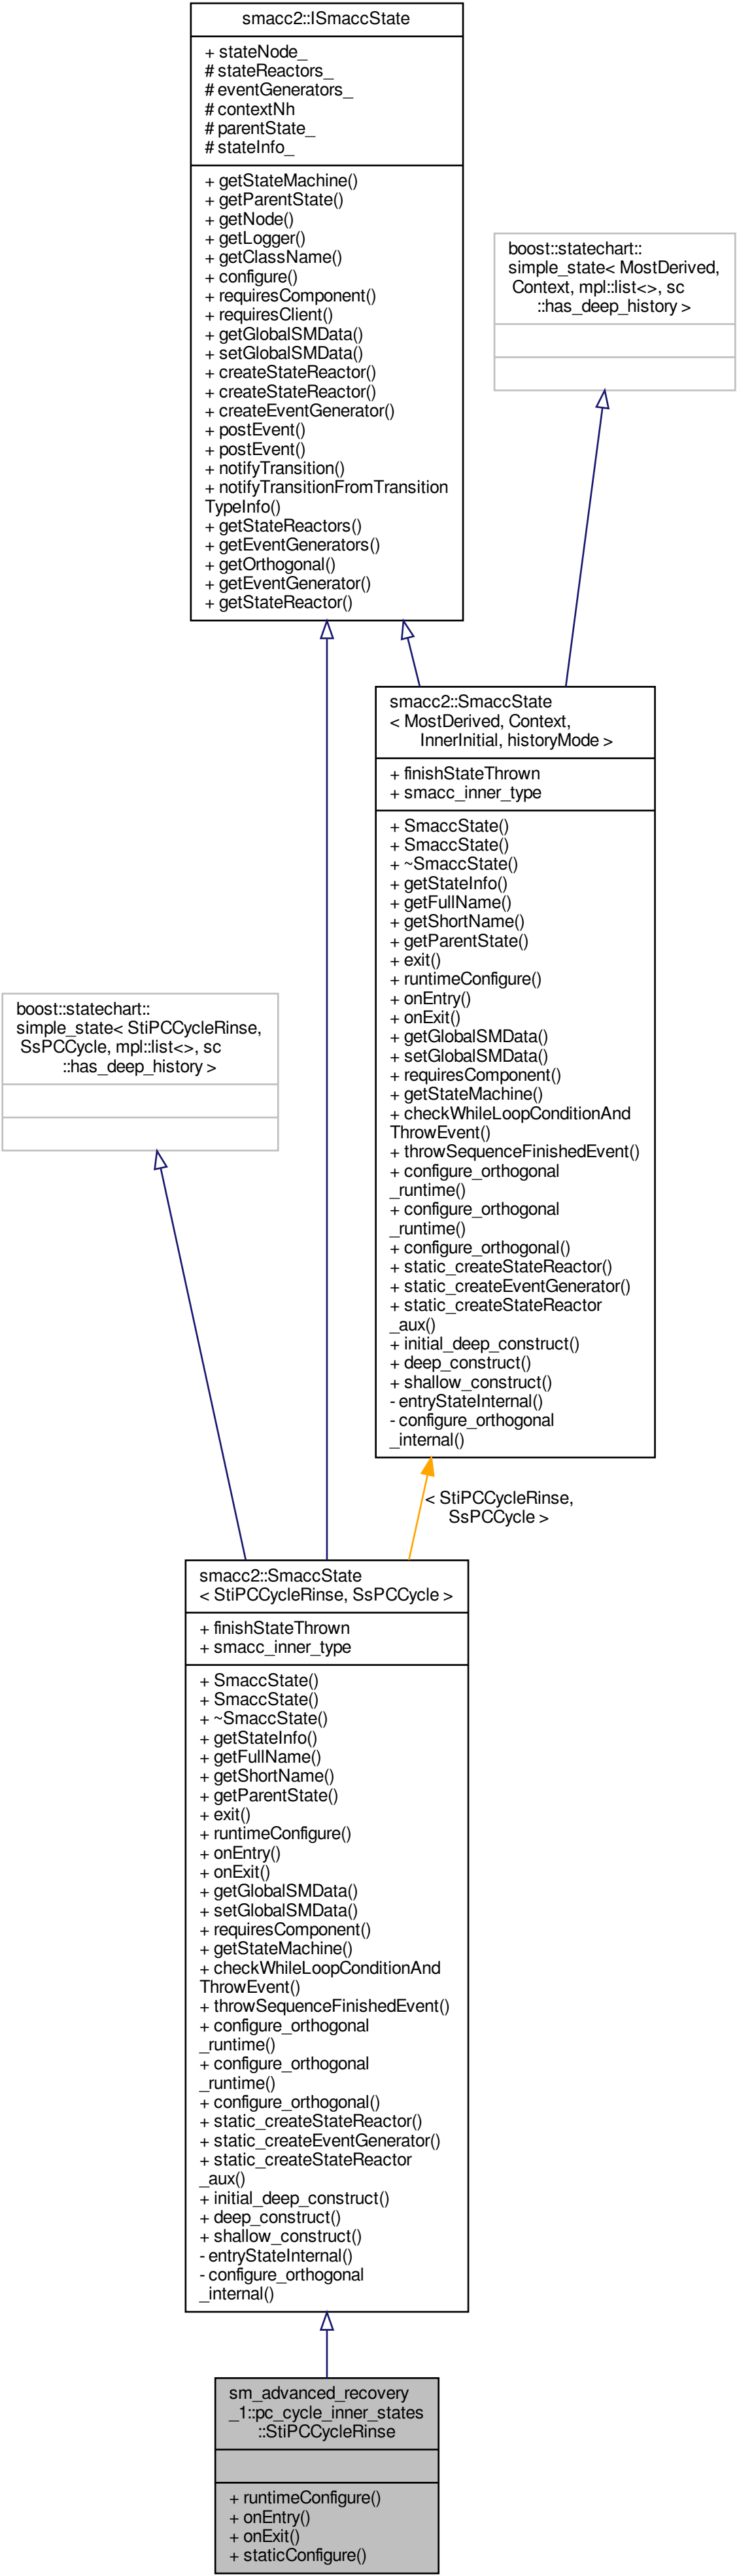 smacc2::ISmaccState
+ stateNode_
# stateReactors_
# eventGenerators_
# contextNh
# parentState_
# stateInfo_
+ getStateMachine()
+ getParentState()
+ getNode()
+ getLogger()
+ getClassName()
+ configure()
+ requiresComponent()
+ requiresClient()
+ getGlobalSMData()
+ setGlobalSMData()
+ createStateReactor()
+ createStateReactor()
+ createEventGenerator()
+ postEvent()
+ postEvent()
+ notifyTransition()
+ notifyTransitionFromTransition
TypeInfo()
+ getStateReactors()
+ getEventGenerators()
+ getOrthogonal()
+ getEventGenerator()
+ getStateReactor()
boost::statechart::
simple_state< MostDerived,
Context, mpl::list<>, sc
::has_deep_history >
smacc2::SmaccState
< MostDerived, Context,
InnerInitial, historyMode >
+ finishStateThrown
+ smacc_inner_type
+ SmaccState()
+ SmaccState()
+ ~SmaccState()
+ getStateInfo()
+ getFullName()
+ getShortName()
+ getParentState()
+ exit()
+ runtimeConfigure()
+ onEntry()
+ onExit()
+ getGlobalSMData()
+ setGlobalSMData()
+ requiresComponent()
+ getStateMachine()
+ checkWhileLoopConditionAnd
ThrowEvent()
+ throwSequenceFinishedEvent()
+ configure_orthogonal
_runtime()
+ configure_orthogonal
_runtime()
+ configure_orthogonal()
+ static_createStateReactor()
+ static_createEventGenerator()
+ static_createStateReactor
_aux()
+ initial_deep_construct()
+ deep_construct()
+ shallow_construct()
- entryStateInternal()
- configure_orthogonal
_internal()
boost::statechart::
simple_state< StiPCCycleRinse,
SsPCCycle, mpl::list<>, sc
::has_deep_history >
< StiPCCycleRinse,
SsPCCycle >
smacc2::SmaccState
< StiPCCycleRinse, SsPCCycle >
+ finishStateThrown
+ smacc_inner_type
+ SmaccState()
+ SmaccState()
+ ~SmaccState()
+ getStateInfo()
+ getFullName()
+ getShortName()
+ getParentState()
+ exit()
+ runtimeConfigure()
+ onEntry()
+ onExit()
+ getGlobalSMData()
+ setGlobalSMData()
+ requiresComponent()
+ getStateMachine()
+ checkWhileLoopConditionAnd
ThrowEvent()
+ throwSequenceFinishedEvent()
+ configure_orthogonal
_runtime()
+ configure_orthogonal
_runtime()
+ configure_orthogonal()
+ static_createStateReactor()
+ static_createEventGenerator()
+ static_createStateReactor
_aux()
+ initial_deep_construct()
+ deep_construct()
+ shallow_construct()
- entryStateInternal()
- configure_orthogonal
_internal()
sm_advanced_recovery
_1::pc_cycle_inner_states
::StiPCCycleRinse
+ runtimeConfigure()
+ onEntry()
+ onExit()
+ staticConfigure()